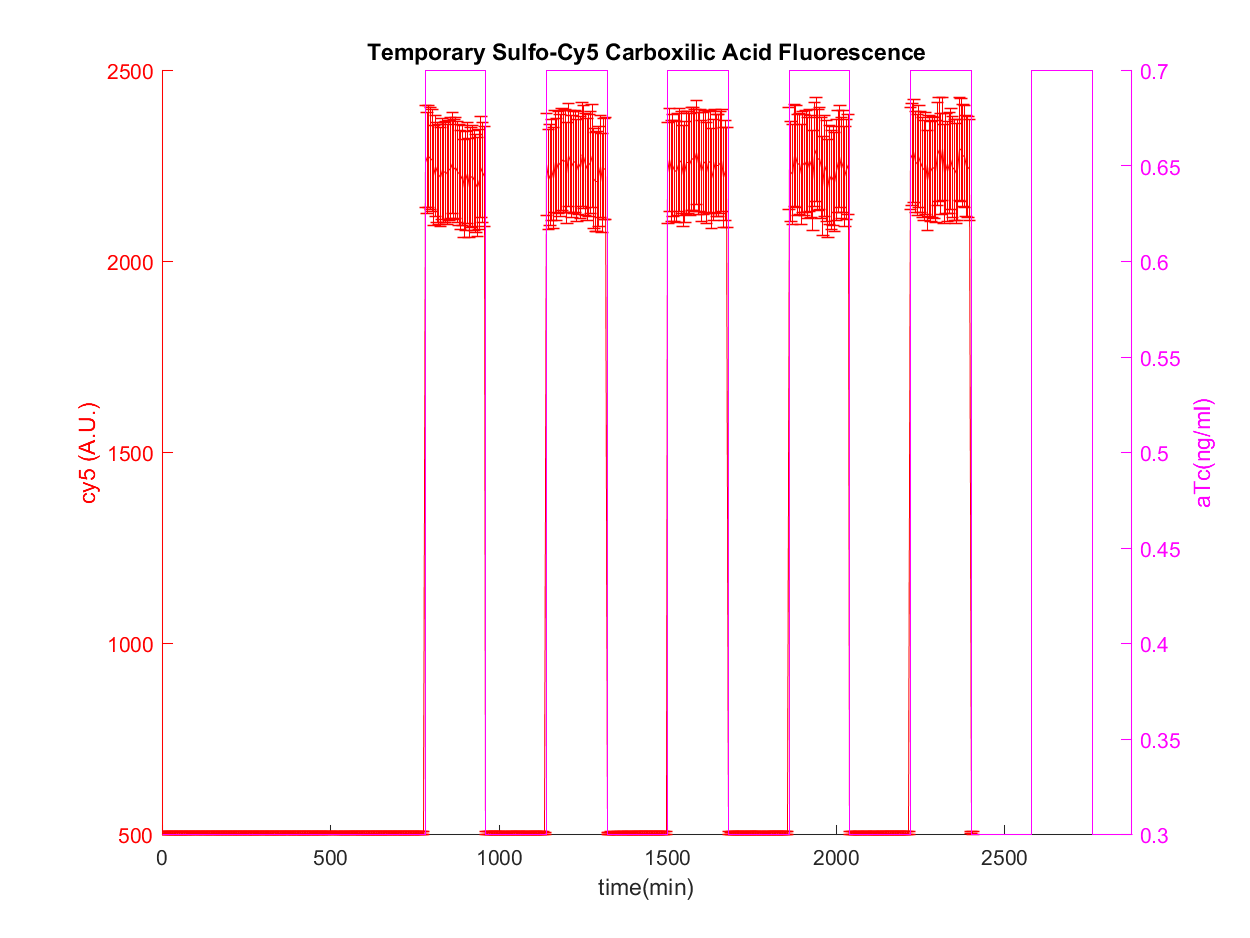 Temporary Sulfo-Cy5 Carboxilic Acid Fluorescence
2500
2000
1500
1000
500
cy5 (A.U.)
0.7
0.65
0.6
0.55
0.5
0.45
0.4
0.35
0.3
aTc(ng/ml)
0 500 1000 1500 2000 2500
time(min)